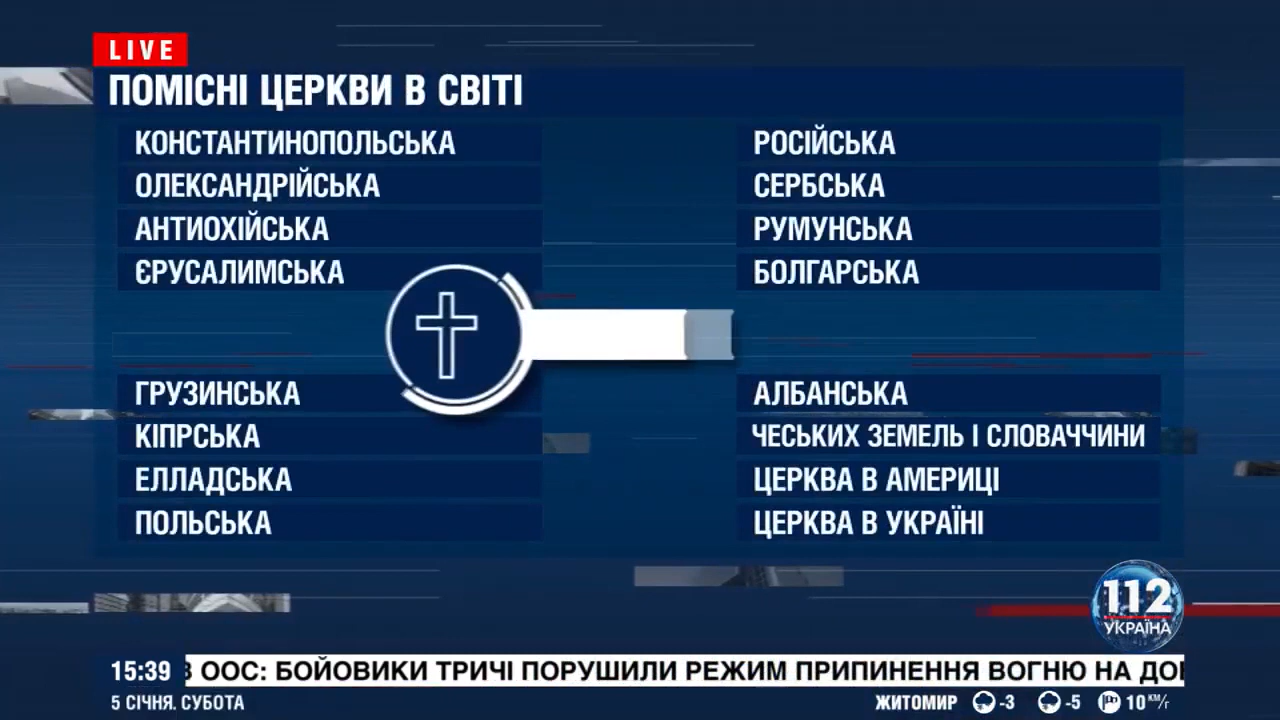 LIVE
ПОМІСНІ ЦЕРКВИ В СВІТІ
КОНСТАНТИНОПОЛЬСЬКА
ОЛЕКСАНДРІЙСЬКА
АНТИОХІЙСЬКА
ЄРУСАЛИМСЬКА
ГРУЗИНСЬКА
КІПРСЬКА
ЕЛЛАДСЬКА
ПОЛЬСЬКА
РОСІЙСЬКА
СЕРБСЬКА
РУМУНСЬКА
БОЛГАРСЬКА
АЛБАНСЬКА
ЧЕСЬКИХ ЗЕМЕЛЬ І СЛОВАЧЧИНИ
ЦЕРКВА В АМЕРИЦІ
ЦЕРКВА В УКРАЇНІ
112
УКРАЇНА
15:39
ООС: БОЙОВИКИ ТРИЧІ ПОРУШИЛИ РЕЖИМ ПРИПИНЕННЯ ВОГНЮ НА
5 СІЧНЯ. СУБОТА
ЖИТОМИР -3 -5 10 КМ/Г